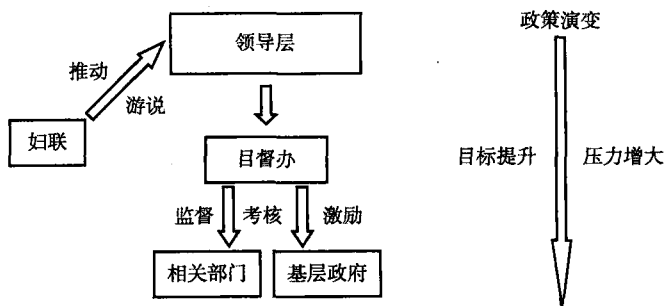 政策演变
领导层
推动
游说
妇联
目督办
目标提升 压力增大
监督 考核 激励
相关部门 基层政府